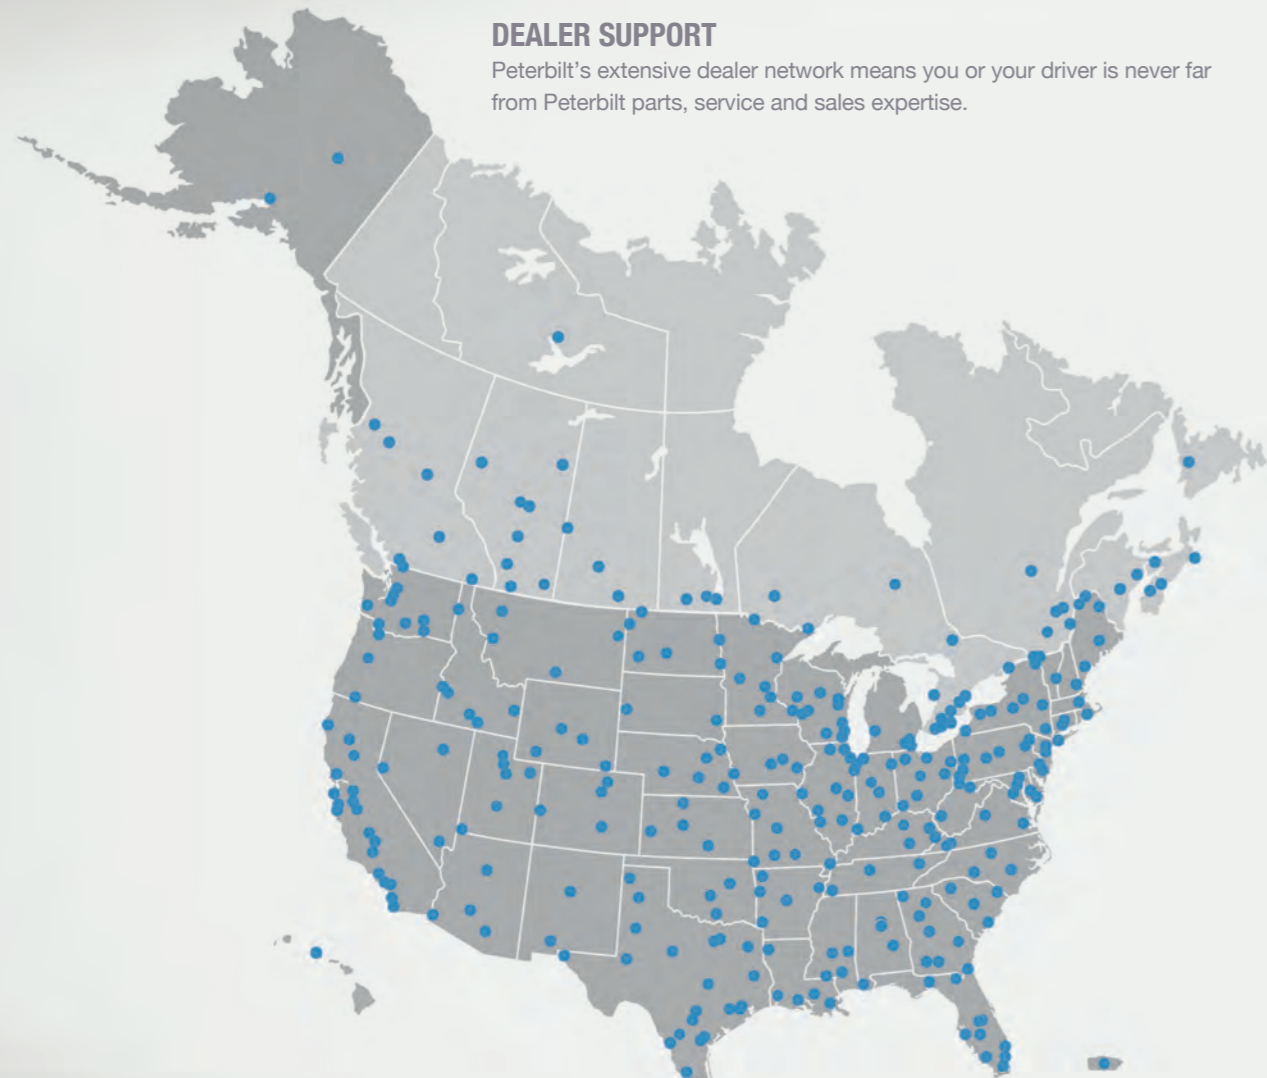 DEALER SUPPORT
Peterbilt’s extensive dealer network means you or your driver is never far
from Peterbilt parts, service and sales expertise.